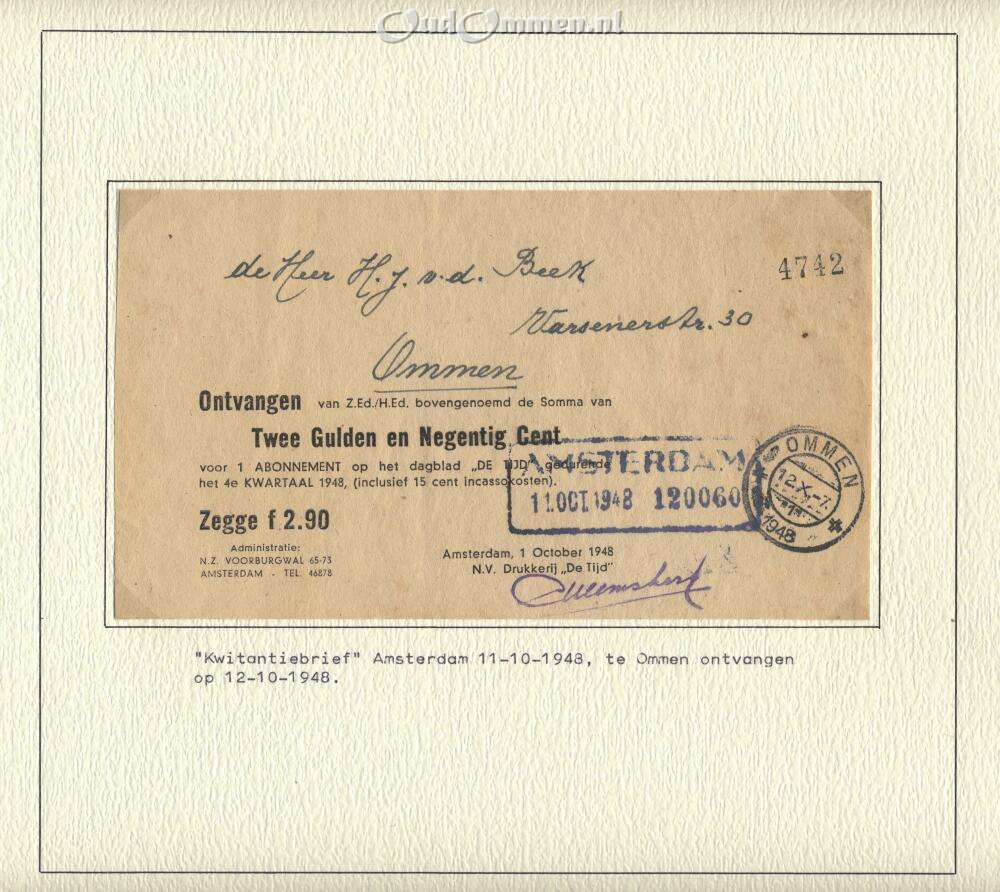 OudOmmen.nl
de Heer H.J. v.d. Beek
4742
Varsenerstr. 30
Ommen
Ontvangen van Z.Ed./H.Ed. bovengenoemd de Somma van
Twee Gulden en Negentig Cent
voor 1 ABONNEMENT op het dagblad „DE TIJD" gedurende
het 4e KWARTAAL 1948, (inclusief 15 cent incassokosten).
AMSTERDAM
11.OCT.1948 120060
OMMEN
12.X.-7.
1948
Zegge f 2.90
Administratie:
N.Z. VOORBURGWAL 65-73
AMSTERDAM - TEL. 46878
Amsterdam, 1 October 1948
N.V. Drukkerij „De Tijd"
"Kwitantiebrief" Amsterdam 11-10-1948, te Ommen ontvangen
op 12-10-1948.